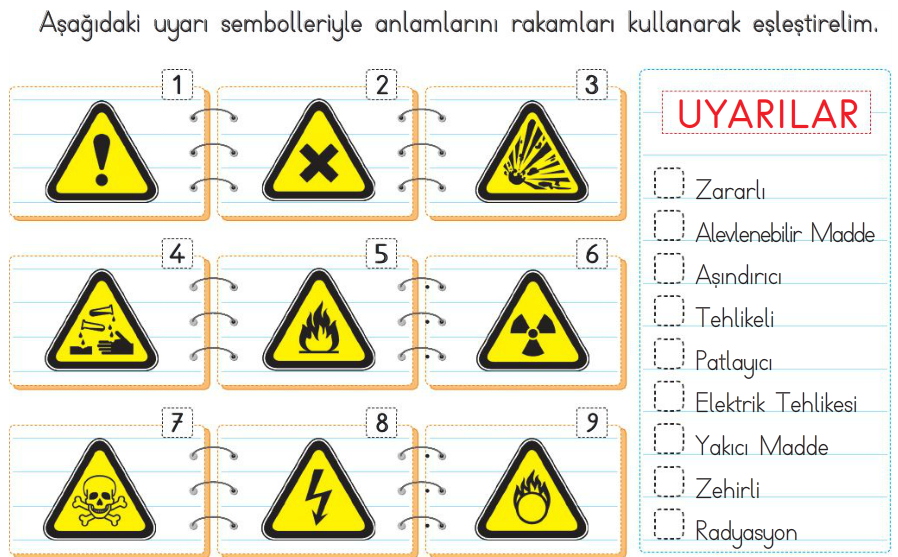 Aşağıdaki uyarı sembolleriyle anlamlarını rakamları kullanarak eşleştirelim.
1
2
3
4
5
6
7
8
9
UYARILAR
Zararlı
Alevlenebilir Madde
Aşındırıcı
Tehlikeli
Patlayıcı
Elektrik Tehlikesi
Yakıcı Madde
Zehirli
Radyasyon